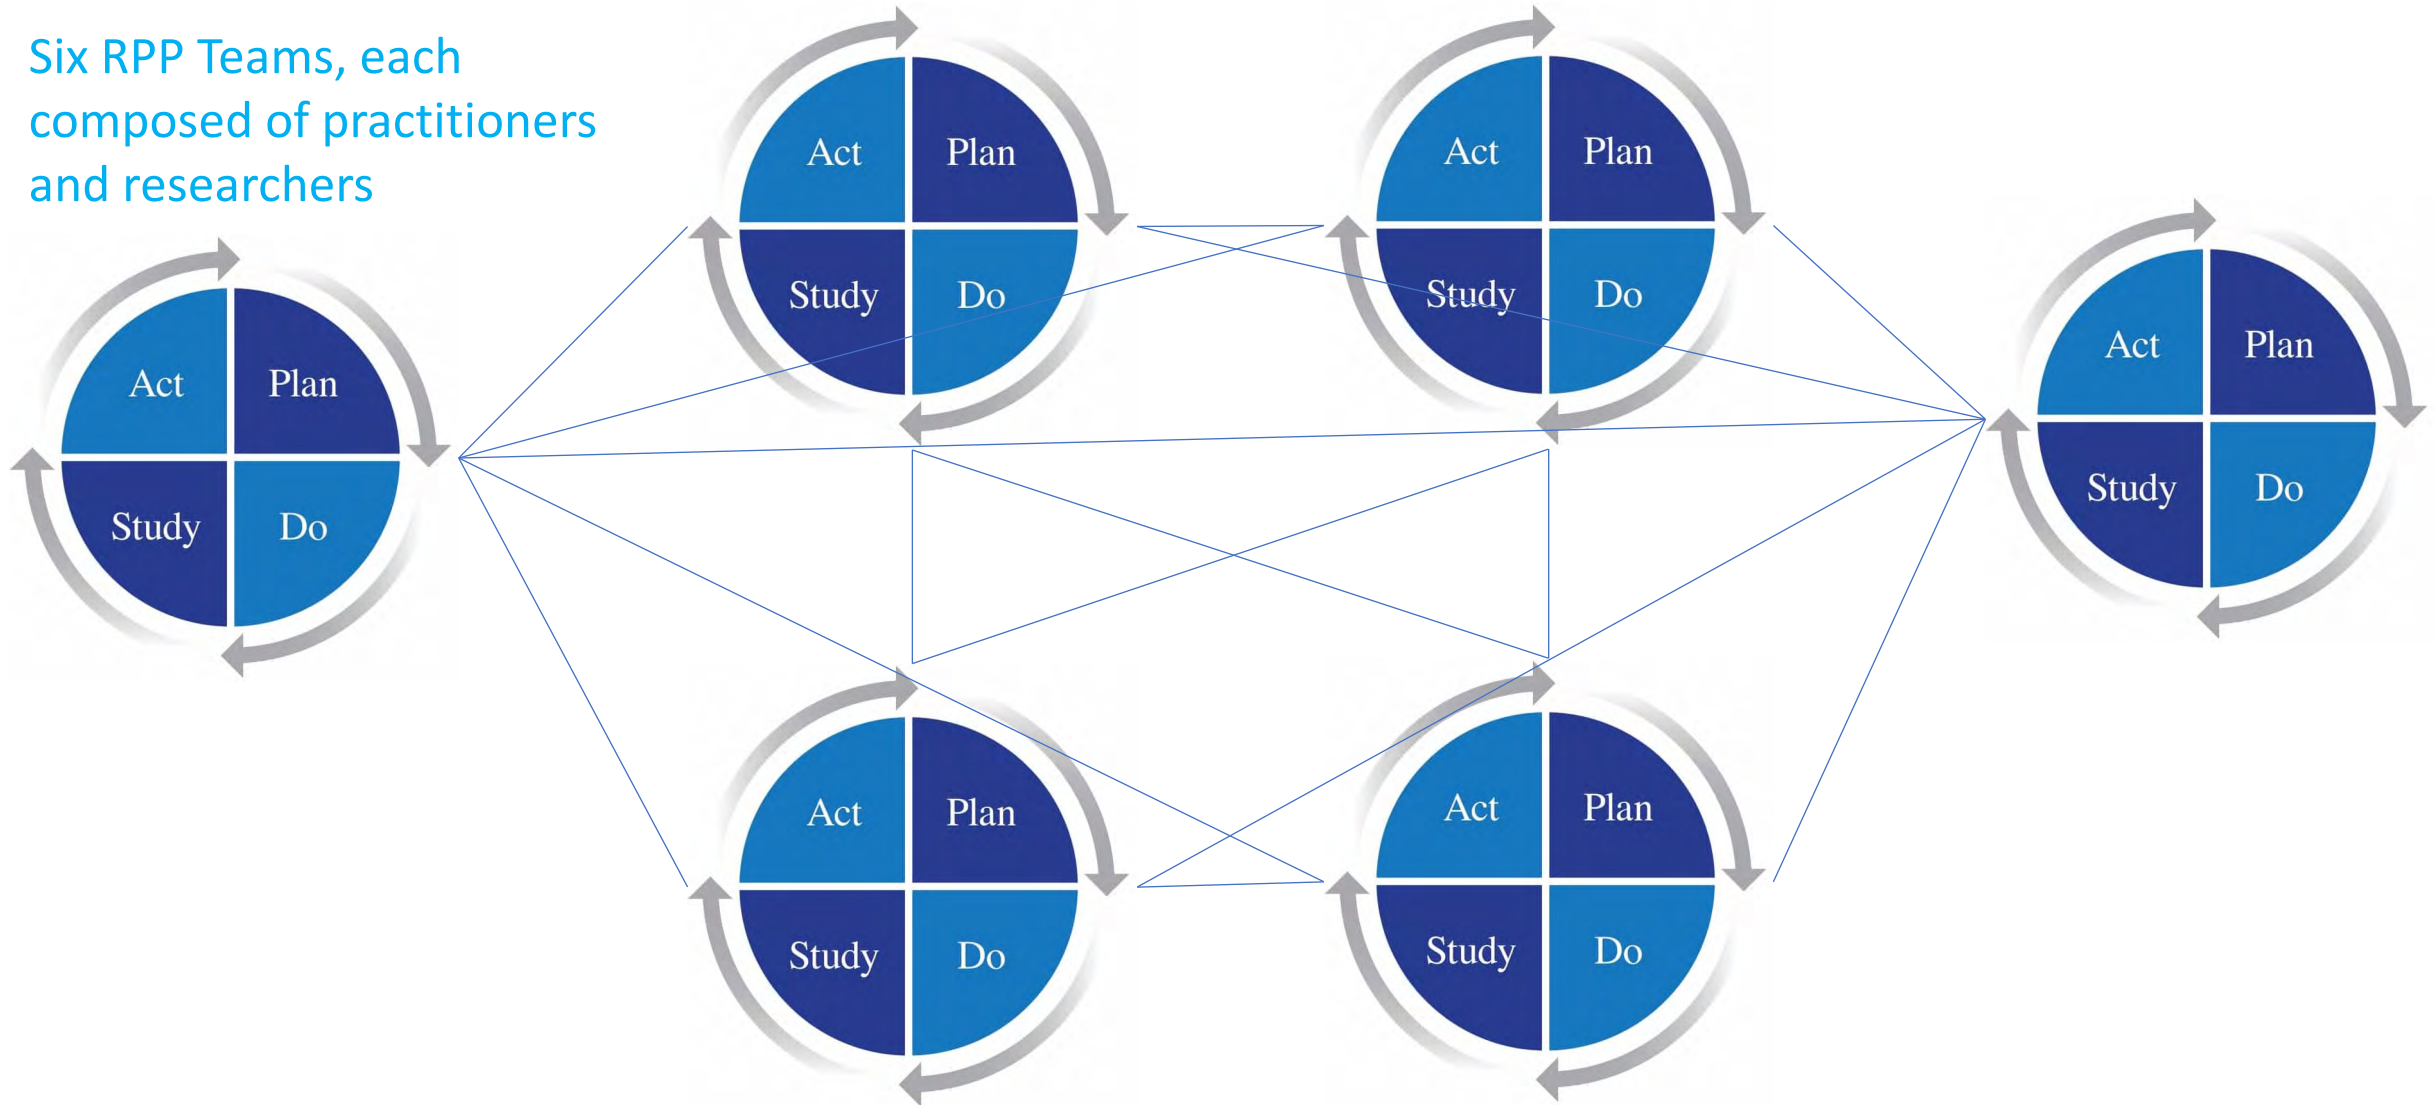 Six RPP Teams, each
composed of practitioners
and researchers
Act Plan
Study Do
Act Plan
Study Do
Act Plan
Study Do
Act Plan
Study Do
Act Plan
Study Do
Act Plan
Study Do